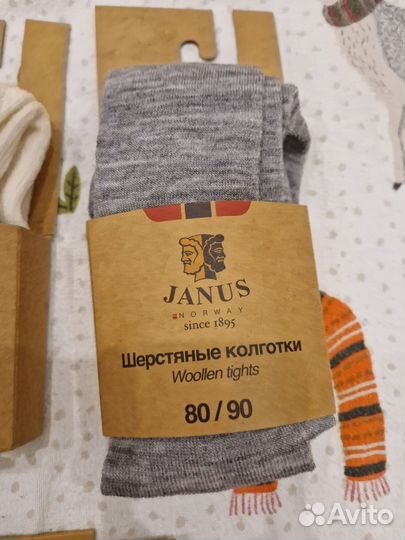 JANUS
NORWAY
since 1895
Шерстяные колготки
Woollen tights
80/90
Avito